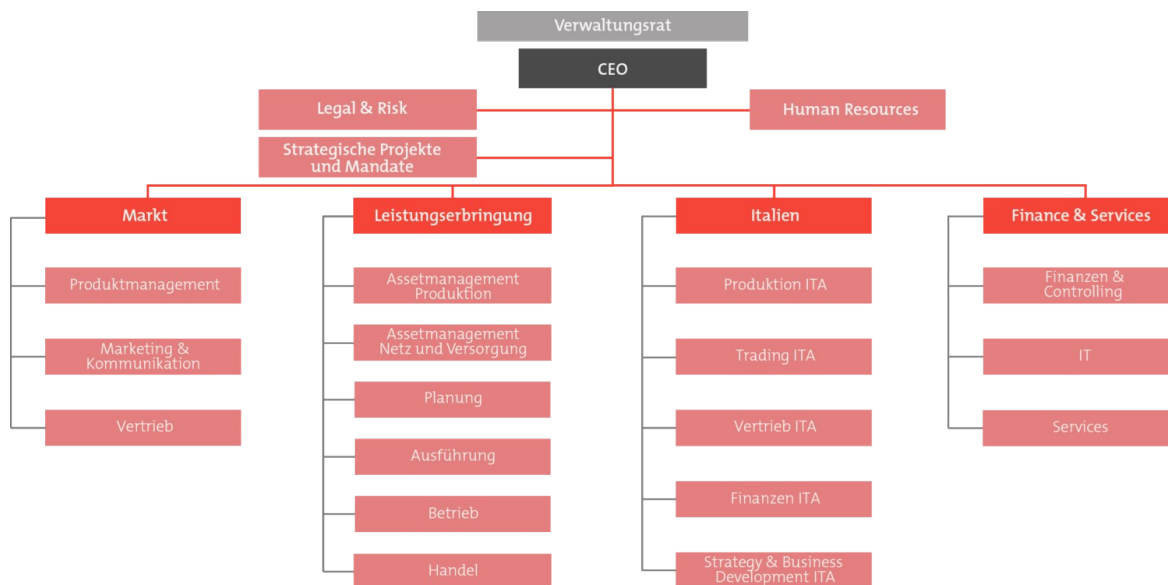 Verwaltungsrat
CEO
Legal & Risk
Human Resources
Strategische Projekte
und Mandate
Markt
Leistungserbringung
Italien
Finance & Services
Produktmanagement
Assetmanagement
Produktion
Produktion ITA
Finanzen &
Controlling
Marketing &
Kommunikation
Assetmanagement
Netz und Versorgung
Trading ITA
IT
Vertrieb
Planung
Vertrieb ITA
Services
Ausführung
Finanzen ITA
Betrieb
Handel
Strategy & Business
Development ITA